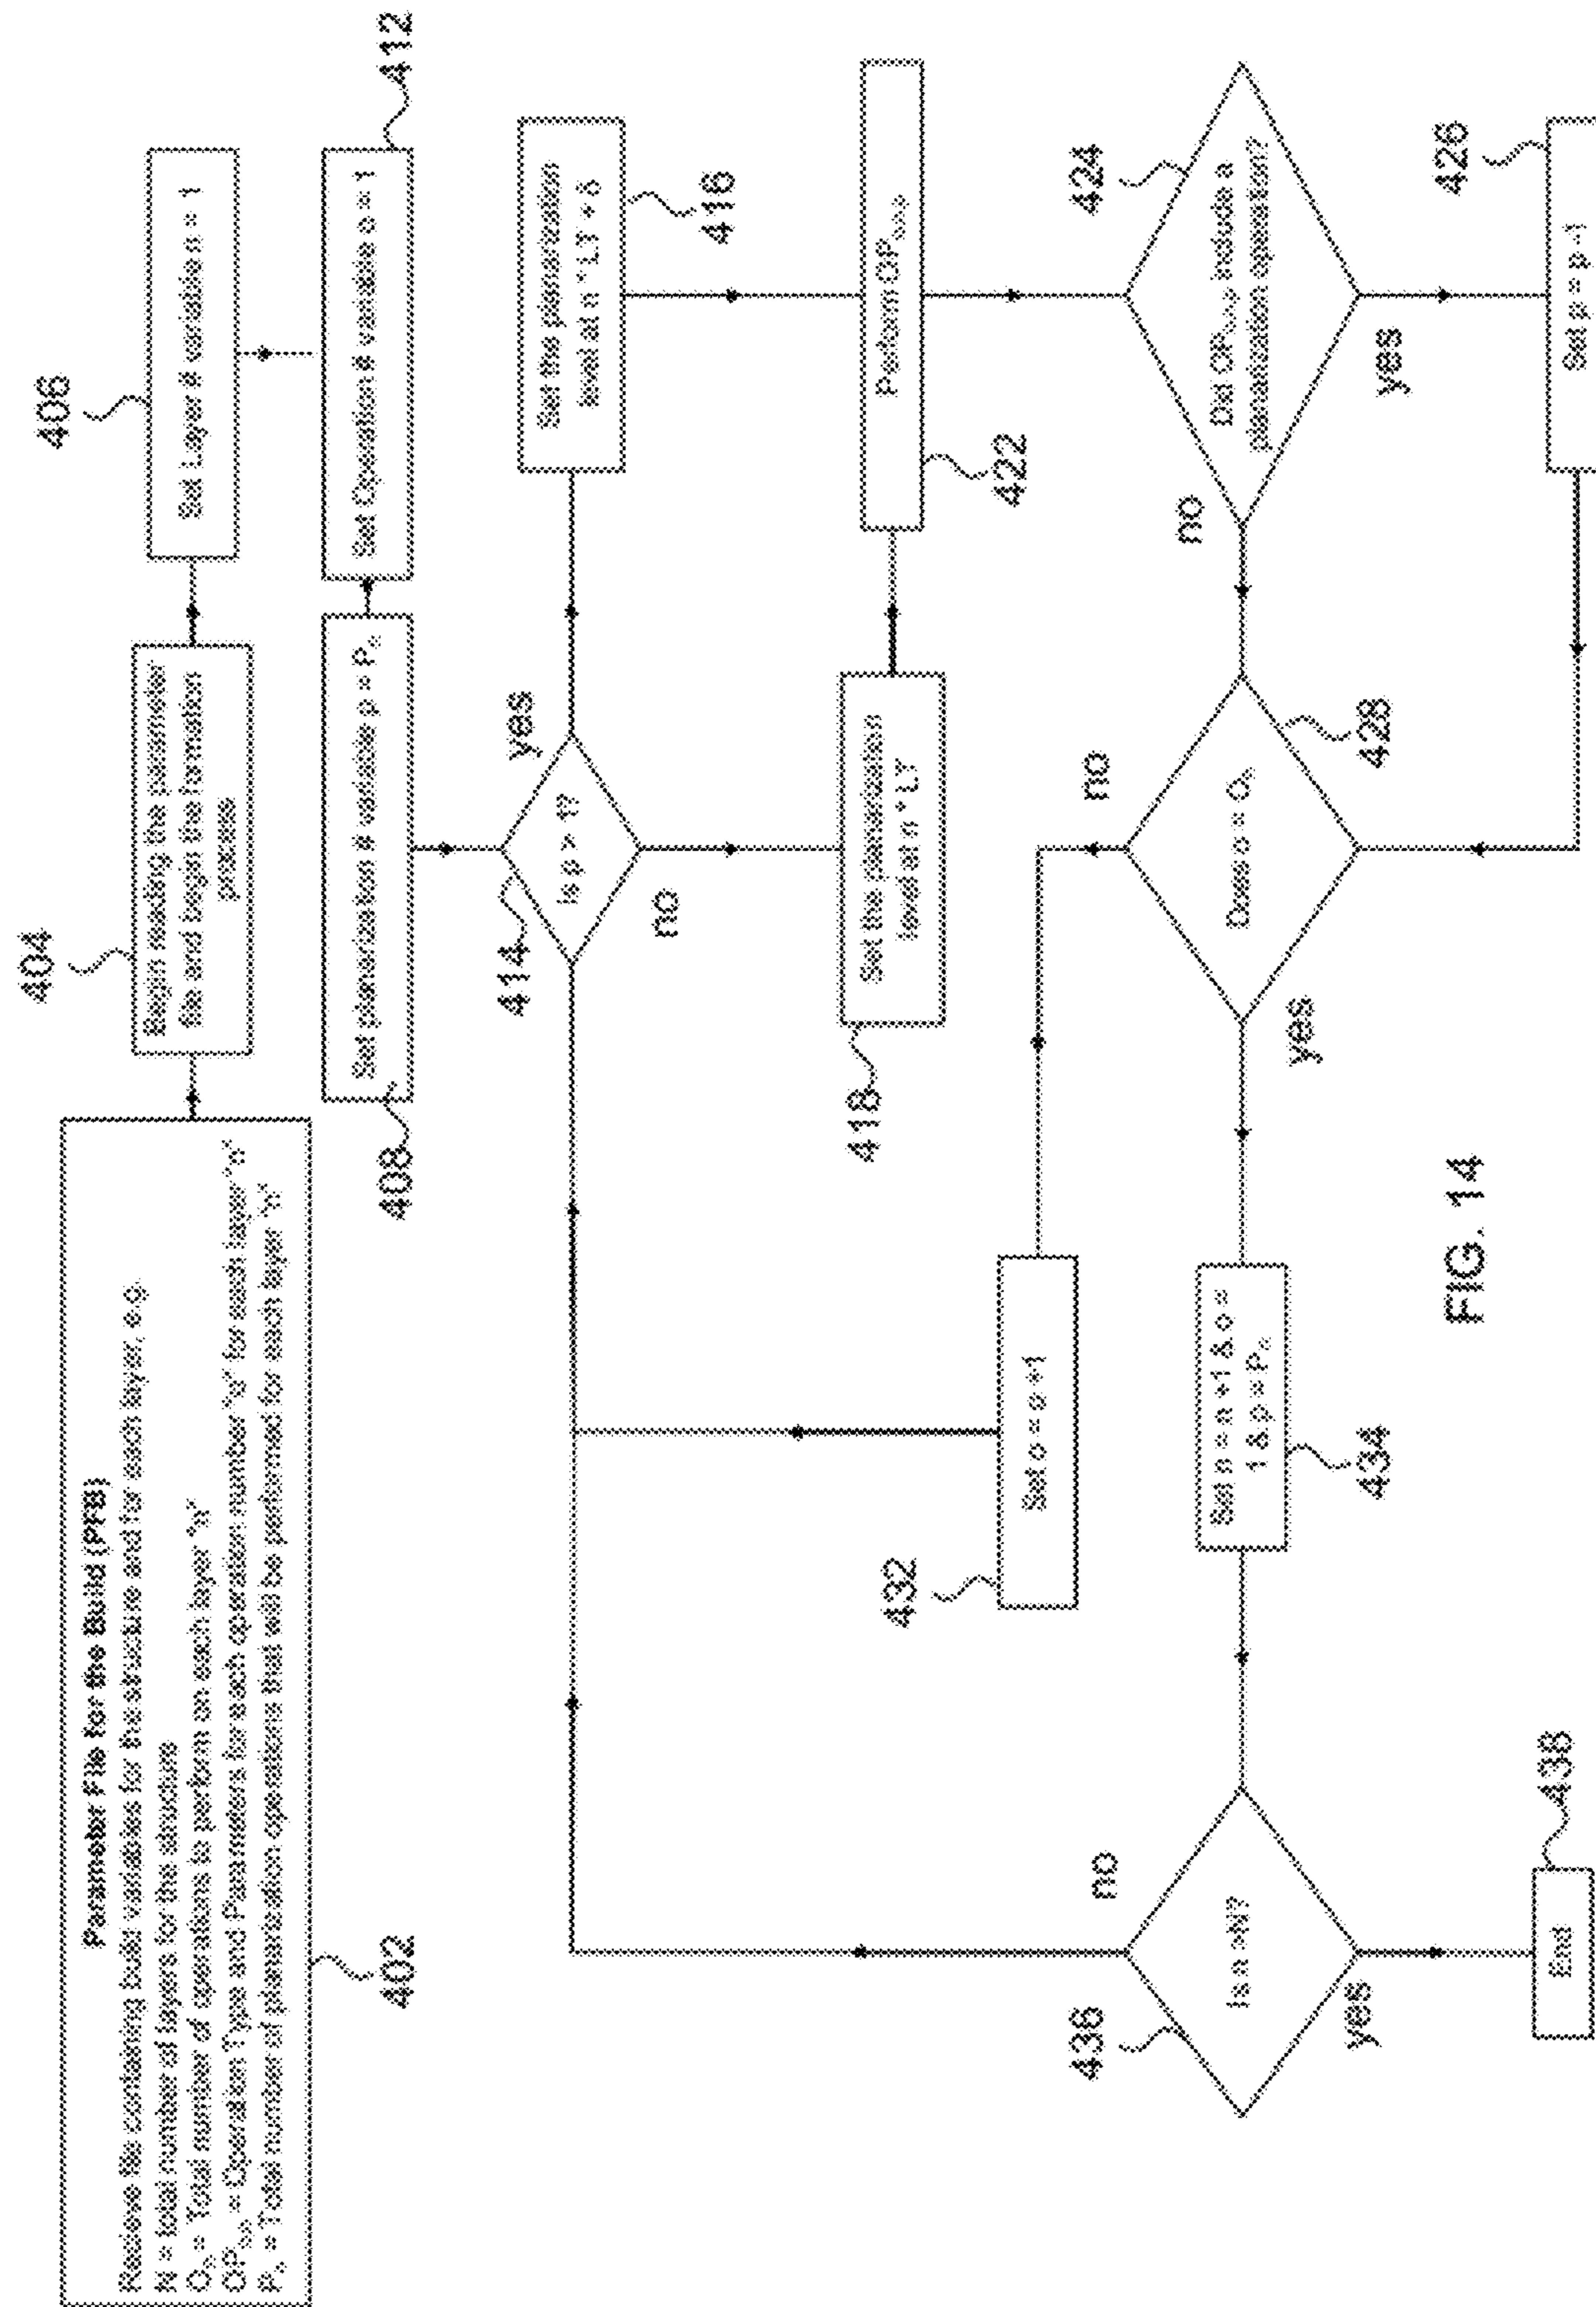 Parameter File for the Build (PFB)
Recieve file containing build variables for the structure and for each layer, e.g.
N = total number of layers for the structure
Oₙ = Total number of operations to perform on each layer "n"
OPₙ,ₒ = Operation Type and Parameters for each operation number "o" for each layer "n"
Pₙ = Total number of planarization operations that will be performed for each layer "n"
402
404
Begin reading the parameter
file and begin the formation
process
406
Set Layer # variable n = 1
408
Set planarization # variable p = Pₙ
412
Set Operation # variable o = 1
414
Is p > 1?
yes
no
416
Set the planarization
level at n * LT + δ
418
Set the planarization
level at n * LT
422
Perform OPₙ,ₒ
424
Did OPₙ,ₒ include a
planarization operation?
no
yes
426
Set p = p -1
428
Does o = Oₙ
no
yes
432
Set o = o +1
434
Set n = n +1 & o =
1 & p = Pₙ
436
Is n >N?
no
yes
438
End
FIG. 14